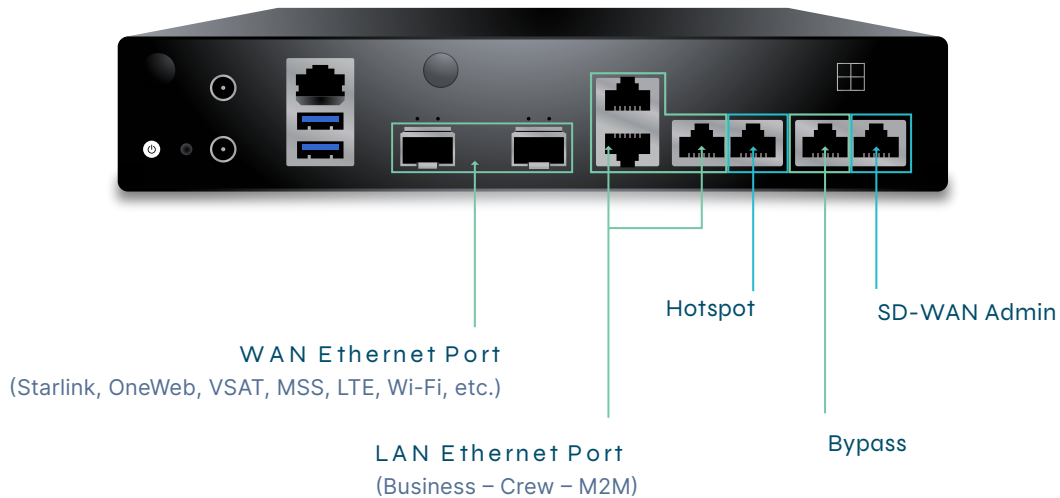 Hotspot
SD-WAN Admin
WAN Ethernet Port
(Starlink, OneWeb, VSAT, MSS, LTE, Wi-Fi, etc.)
Bypass
LAN Ethernet Port
(Business – Crew – M2M)